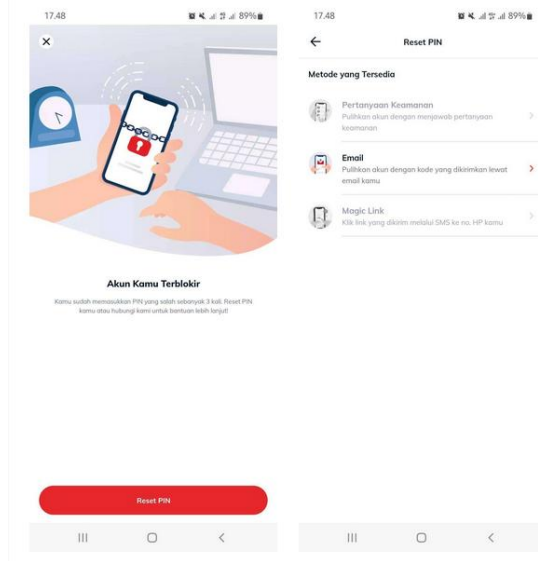 17.48
89%
Akun Kamu Terblokir
Kamu sudah memasukkan PIN yang salah sebanyak 3 kali. Reset PIN
kamu atau hubungi kami untuk bantuan lebih lanjut!
Reset PIN
17.48
89%
Reset PIN
Metode yang Tersedia
Pertanyaan Keamanan
Pulihkan akun dengan menjawab pertanyaan
keamanan
Email
Pulihkan akun dengan kode yang dikirimkan lewat
email kamu
Magic Link
Klik link yang dikirim melalui SMS ke no. HP kamu